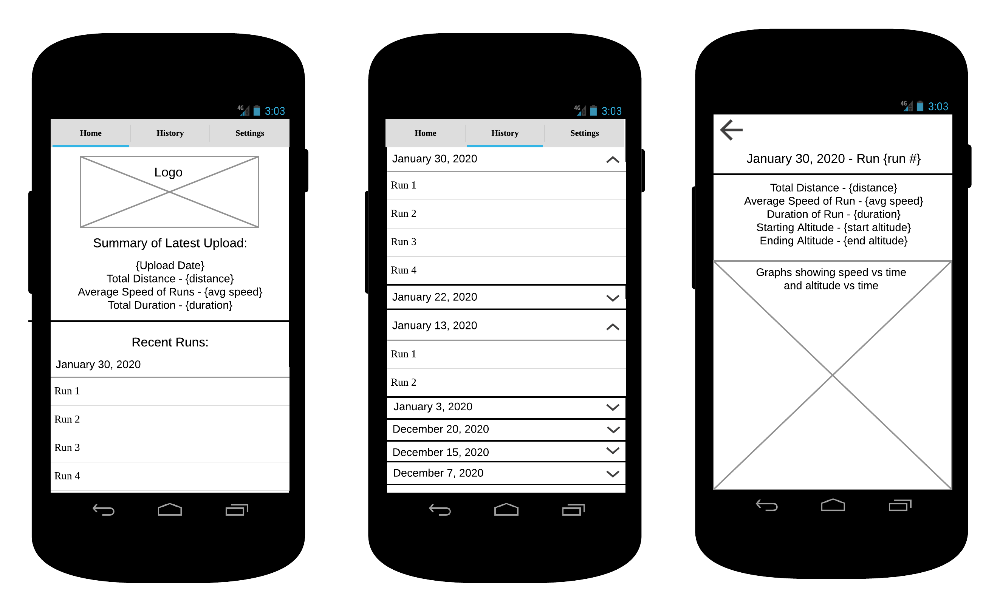 4G 3:03
Home History Settings
Logo
Summary of Latest Upload:
{Upload Date}
Total Distance - {distance}
Average Speed of Runs - {avg speed}
Total Duration - {duration}
Recent Runs:
January 30, 2020
Run 1
Run 2
Run 3
Run 4
4G 3:03
Home History Settings
January 30, 2020
Run 1
Run 2
Run 3
Run 4
January 22, 2020
January 13, 2020
Run 1
Run 2
January 3, 2020
December 20, 2020
December 15, 2020
December 7, 2020
4G 3:03
January 30, 2020 - Run {run #}
Total Distance - {distance}
Average Speed of Run - {avg speed}
Duration of Run - {duration}
Starting Altitude - {start altitude}
Ending Altitude - {end altitude}
Graphs showing speed vs time
and altitude vs time